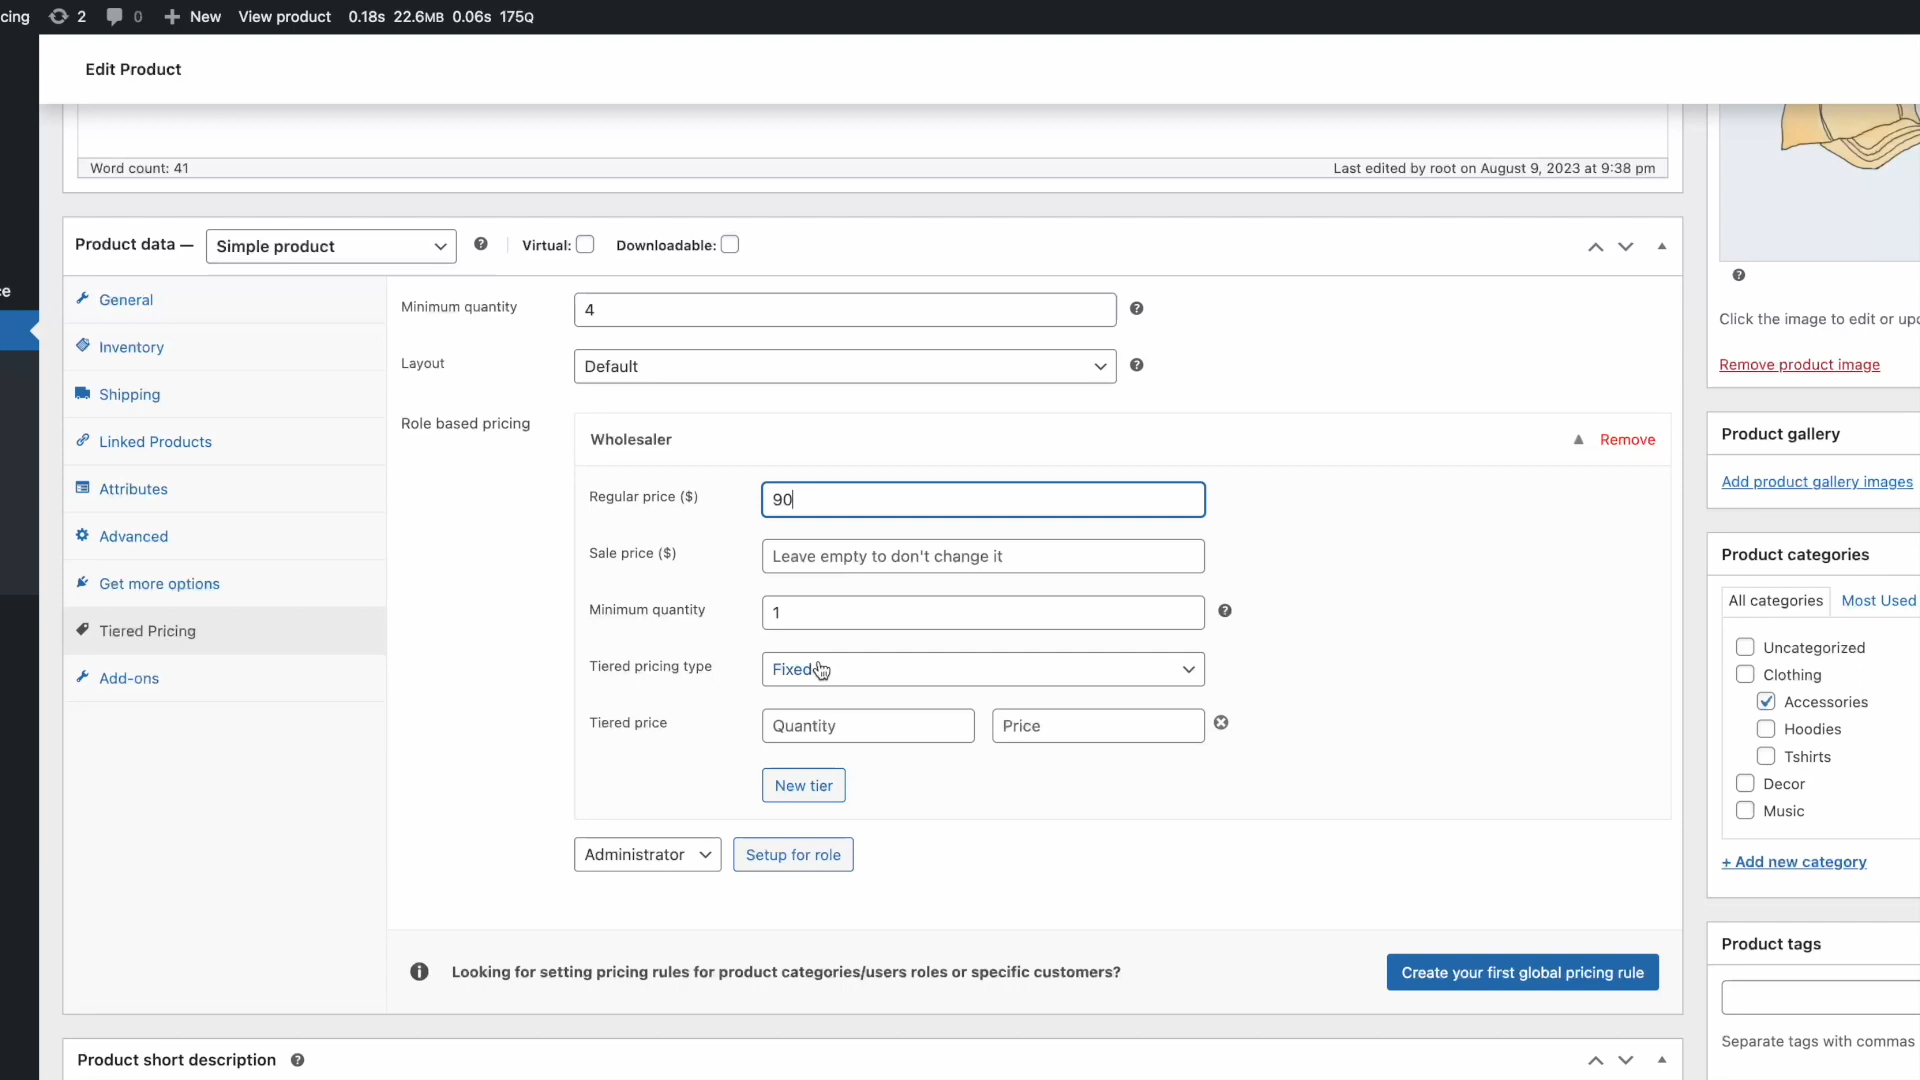 cing 2 0 New View product 0.18s 22.6MB 0.06s 175Q
Edit Product
Word count: 41
Last edited by root on August 9, 2023 at 9:38 pm
ce
Product data — Simple product Virtual: Downloadable:
General
Inventory
Shipping
Linked Products
Attributes
Advanced
Get more options
Tiered Pricing
Add-ons
Minimum quantity 4
Layout Default
Role based pricing
Wholesaler Remove
Regular price ($) 90
Sale price ($) Leave empty to don't change it
Minimum quantity 1
Tiered pricing type Fixed
Tiered price Quantity Price
New tier
Administrator Setup for role
Looking for setting pricing rules for product categories/users roles or specific customers?
Create your first global pricing rule
Product short description
Click the image to edit or upd
Remove product image
Product gallery
Add product gallery images
Product categories
All categories Most Used
Uncategorized
Clothing
Accessories
Hoodies
Tshirts
Decor
Music
+ Add new category
Product tags
Separate tags with commas